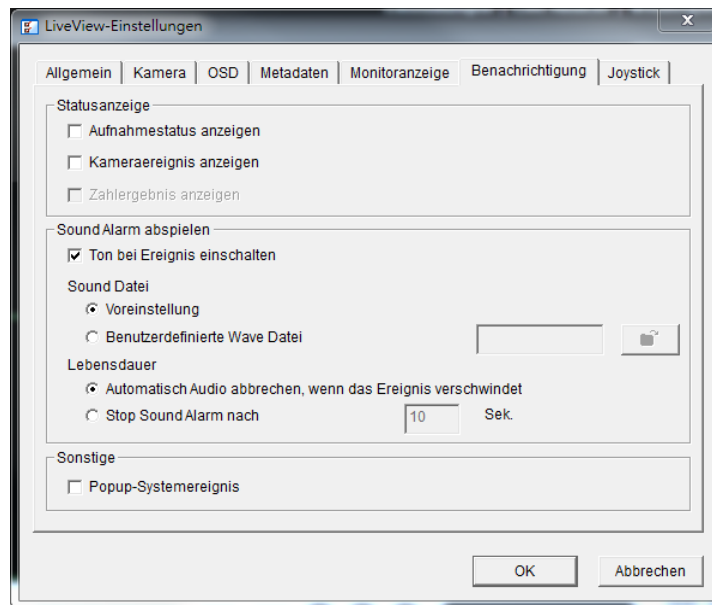 LiveView-Einstellungen
x
Allgemein Kamera OSD Metadaten Monitoranzeige Benachrichtigung Joystick
Statusanzeige
Aufnahmestatus anzeigen
Kameraereignis anzeigen
Zahlergebnis anzeigen
Sound Alarm abspielen
Ton bei Ereignis einschalten
Sound Datei
Voreinstellung
Benutzerdefinierte Wave Datei
Lebensdauer
Automatisch Audio abbrechen, wenn das Ereignis verschwindet
Stop Sound Alarm nach 10 Sek.
Sonstige
Popup-Systemereignis
OK Abbrechen